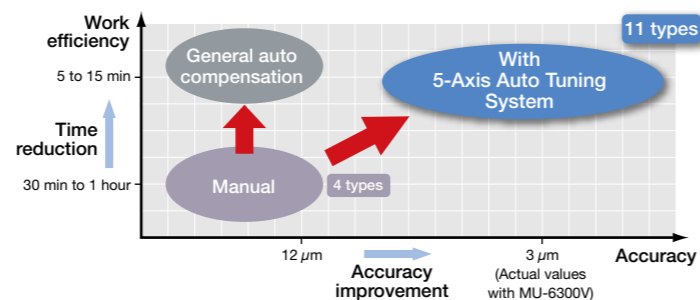 Work
efficiency
11 types
General auto
compensation
With
5-Axis Auto Tuning
System
5 to 15 min
Time
reduction
Manual
4 types
30 min to 1 hour
12 µm
3 µm
Accuracy
Accuracy
improvement
(Actual values
with MU-6300V)